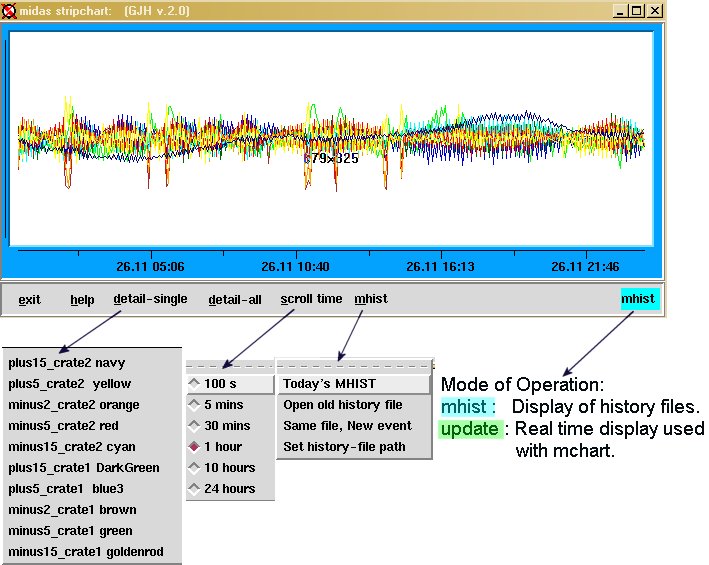 midas stripchart: (GJH v.2.0)
79×325
26.11 05:06 26.11 10:40 26.11 16:13 26.11 21:46
exit help detail-single detail-all scroll time mhist mhist
plus15_crate2 navy
plus5_crate2 yellow
minus2_crate2 orange
minus5_crate2 red
minus15_crate2 cyan
plus15_crate1 DarkGreen
plus5_crate1 blue3
minus2_crate1 brown
minus5_crate1 green
minus15_crate1 goldenrod
100 s
5 mins
30 mins
1 hour
10 hours
24 hours
Today's MHIST
Open old history file
Same file, New event
Set history-file path
Mode of Operation:
mhist : Display of history files.
update : Real time display used
with mchart.